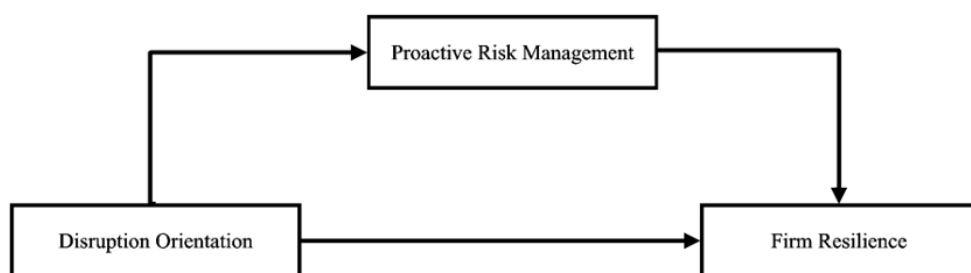 Proactive Risk Management
Disruption Orientation
Firm Resilience